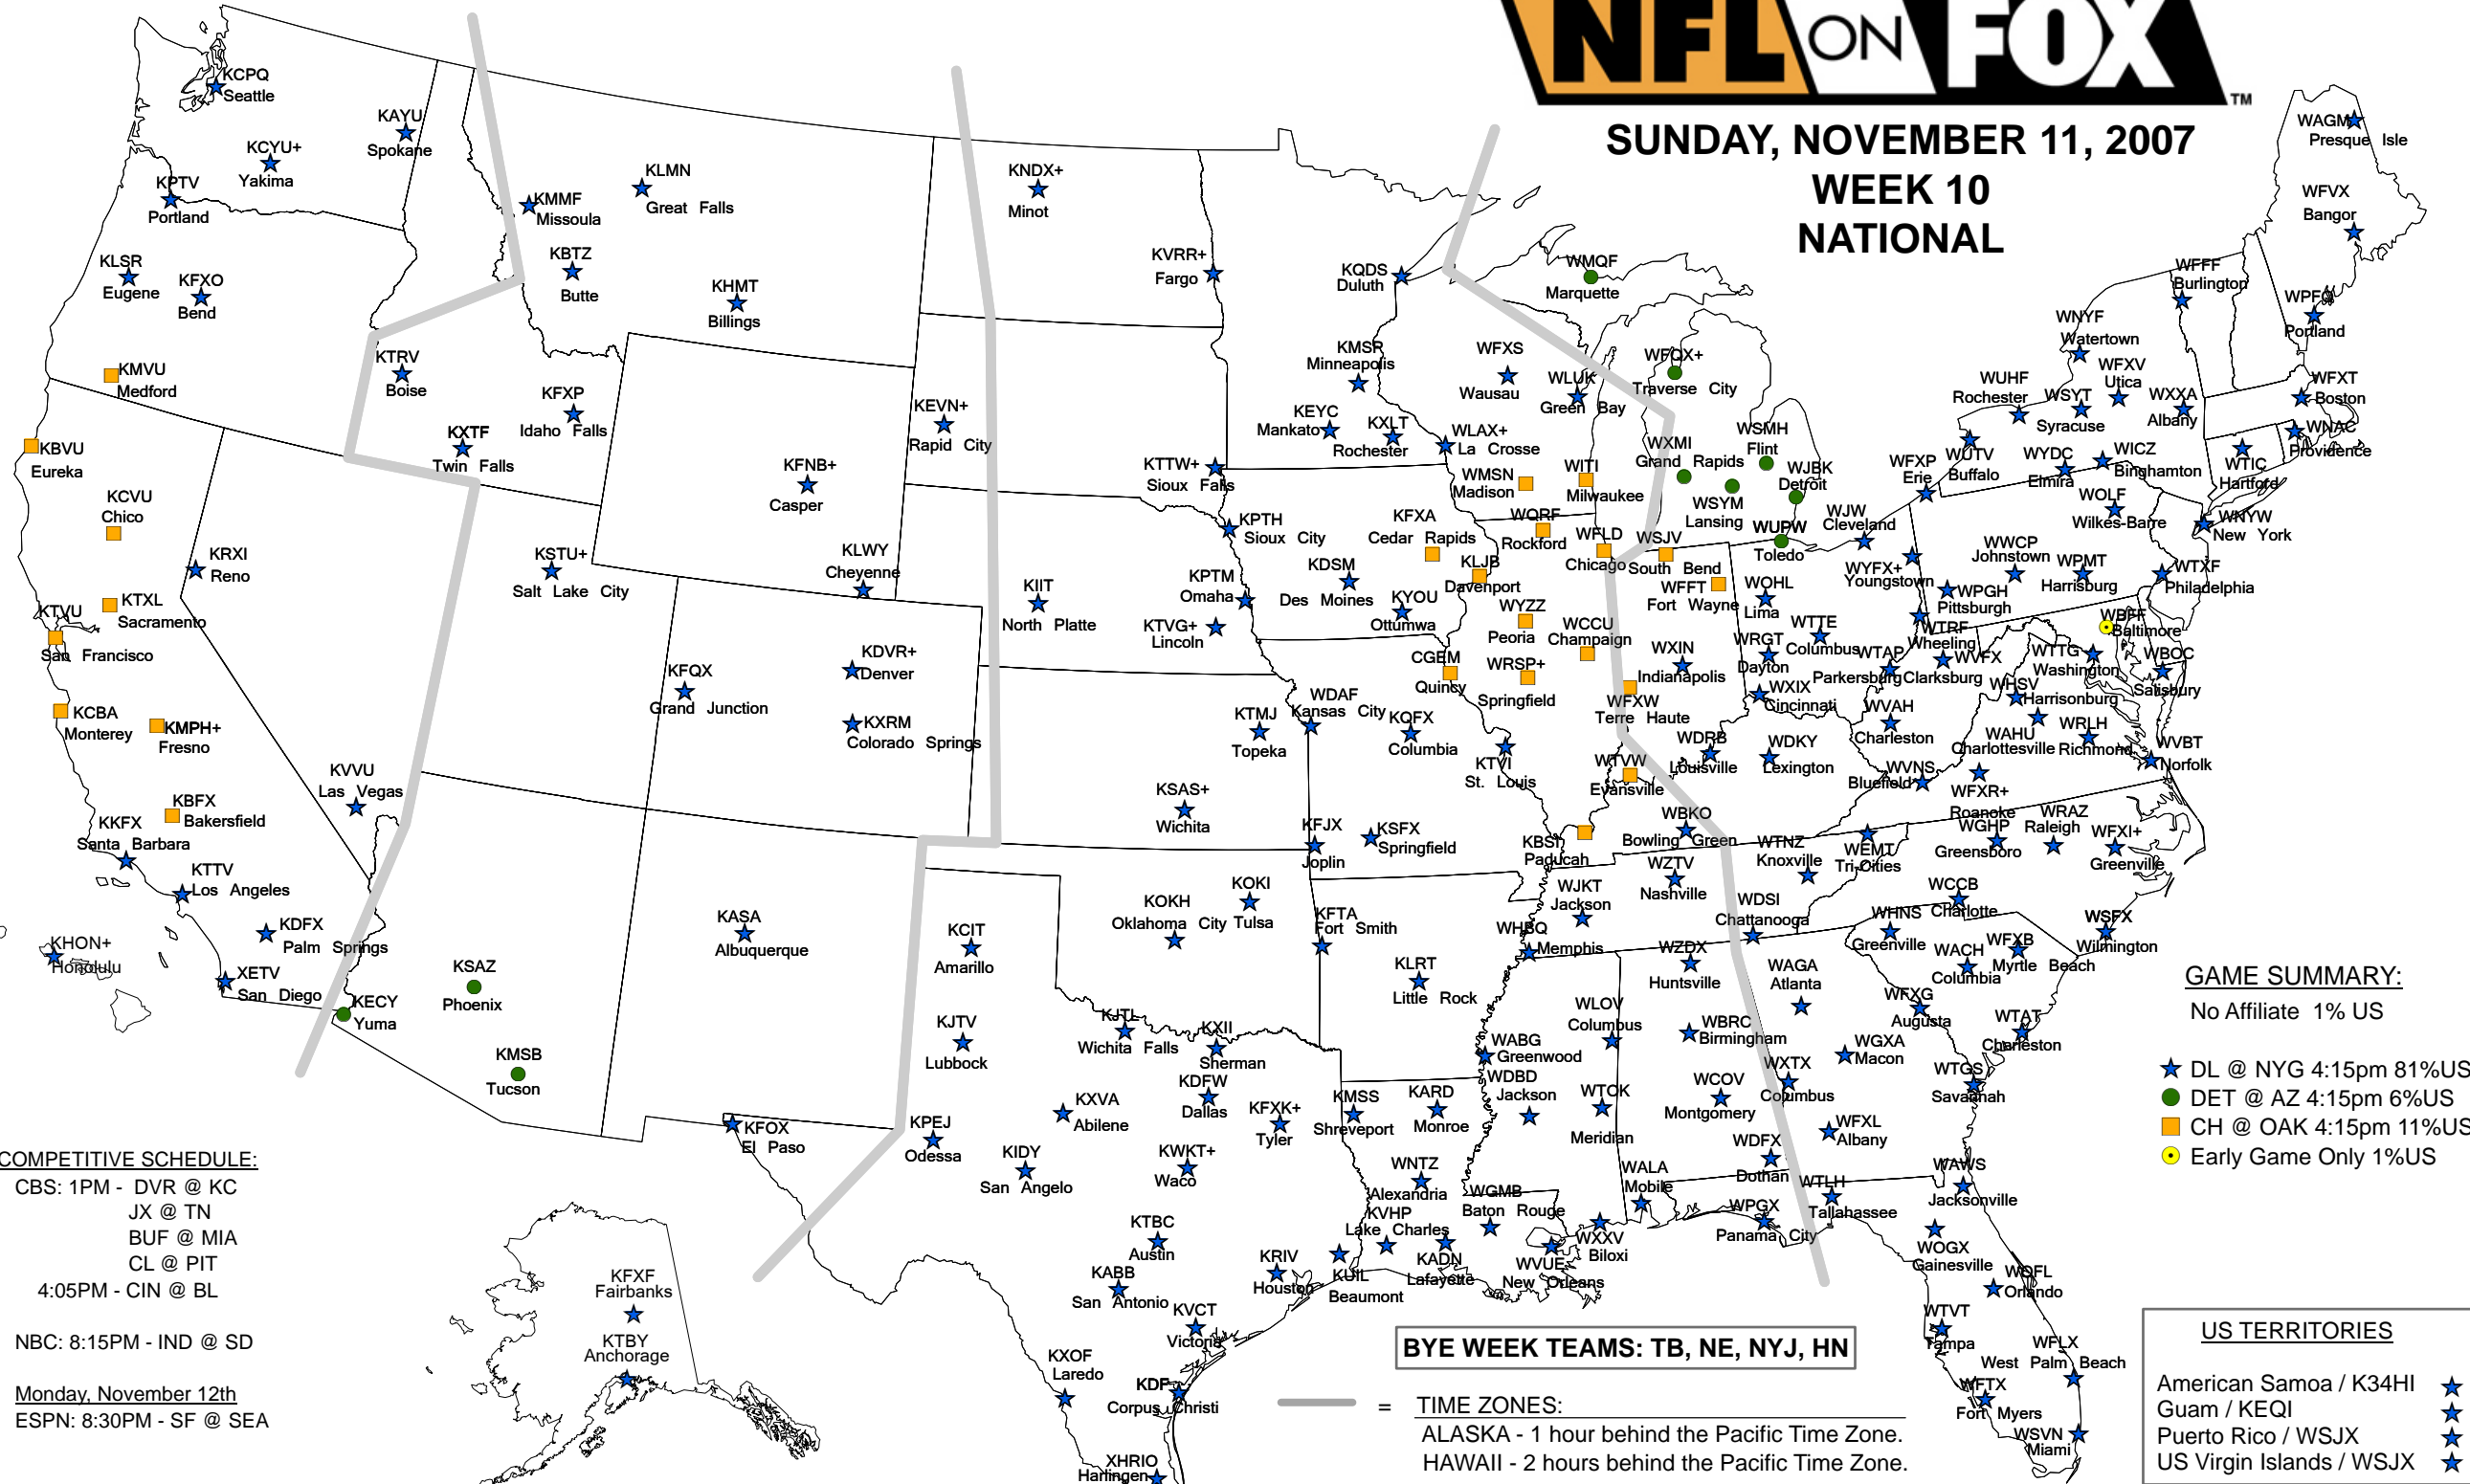 NFL ON FOX
TM
SUNDAY, NOVEMBER 11, 2007
WEEK 10
NATIONAL
KCPQ
Seattle
KAYU
Spokane
KCYU+
Yakima
KPTV
Portland
KLSR
Eugene
KFXO
Bend
KMVU
Medford
KBVU
Eureka
KCVU
Chico
KRXI
Reno
KTXL
Sacramento
KTVU
San Francisco
KCBA
Monterey
KMPH+
Fresno
KVVU
Las Vegas
KBFX
Bakersfield
KKFX
Santa Barbara
KTTV
Los Angeles
KDFX
Palm Springs
XETV
San Diego
KHON+
Honolulu
KECY
Yuma
KSAZ
Phoenix
KMSB
Tucson
KMMF
Missoula
KLMN
Great Falls
KBTZ
Butte
KHMT
Billings
KTRV
Boise
KFXP
Idaho Falls
KXTF
Twin Falls
KSTU+
Salt Lake City
KFNB+
Casper
KLWY
Cheyenne
KDVR+
Denver
KFQX
Grand Junction
KXRM
Colorado Springs
KASA
Albuquerque
KFOX
El Paso
KNDX+
Minot
KVRR+
Fargo
KEVN+
Rapid City
KTTW+
Sioux Falls
KIIT
North Platte
KPTM
Omaha
KTVG+
Lincoln
KPTH
Sioux City
KTMJ
Topeka
KSAS+
Wichita
KOKH
Oklahoma City
KOKI
Tulsa
KCIT
Amarillo
KJTV
Lubbock
KJTL
Wichita Falls
KXII
Sherman
KDFW
Dallas
KXVA
Abilene
KFXK+
Tyler
KPEJ
Odessa
KIDY
San Angelo
KWKT+
Waco
KTBC
Austin
KABB
San Antonio
KRIV
Houston
KUIL
Beaumont
KVCT
Victoria
KXOF
Laredo
KDF
Corpus Christi
XHRIO
Harlingen
KQDS
Duluth
KMSP
Minneapolis
KEYC
Mankato
KXLT
Rochester
WFXS
Wausau
WLUK
Green Bay
WLAX+
La Crosse
WMSN
Madison
WITI
Milwaukee
KFXA
Cedar Rapids
KDSM
Des Moines
KYOU
Ottumwa
KLJB
Davenport
WQRF
Rockford
WFLD
Chicago
WYZZ
Peoria
WCCU
Champaign
CGEM
Quincy
WRSP+
Springfield
WDAF
Kansas City
KQFX
Columbia
KTVI
St. Louis
KFJX
Joplin
KSFX
Springfield
KBSI
Paducah
KFTA
Fort Smith
KLRT
Little Rock
KMSS
Shreveport
KARD
Monroe
WNTZ
Alexandria
KVHP
Lake Charles
KADN
Lafayette
WGMB
Baton Rouge
WVUE
New Orleans
WXXV
Biloxi
WABG
Greenwood
WDBD
Jackson
WLOV
Columbus
WTOK
Meridian
WALA
Mobile
WHBQ
Memphis
WJKT
Jackson
WZTV
Nashville
WBKO
Bowling Green
WTNZ
Knoxville
WEMT
Tri-Cities
WDSI
Chattanooga
WZDX
Huntsville
WBRC
Birmingham
WCOV
Montgomery
WDFX
Dothan
WXTX
Columbus
WAGA
Atlanta
WGXA
Macon
WFXG
Augusta
WFXL
Albany
WTGS
Savannah
WPGX
Panama City
WTLH
Tallahassee
WAWS
Jacksonville
WOGX
Gainesville
WOFL
Orlando
WTVT
Tampa
WFLX
West Palm Beach
WFTX
Fort Myers
WSVN
Miami
WMQF
Marquette
WFQX+
Traverse City
WXMI
Grand Rapids
WSMH
Flint
WSYM
Lansing
WJBK
Detroit
WUPW
Toledo
WSJV
South Bend
WFFT
Fort Wayne
WXIN
Indianapolis
WFXW
Terre Haute
WTVW
Evansville
WDRB
Louisville
WDKY
Lexington
WOHL
Lima
WRGT
Dayton
WXIX
Cincinnati
WTTE
Columbus
WJW
Cleveland
WYFX+
Youngstown
WTRF
Wheeling
WTAP
Parkersburg
WVFX
Clarksburg
WVAH
Charleston
WVNS
Bluefield
WFXP
Erie
WPGH
Pittsburgh
WWCP
Johnstown
WPMT
Harrisburg
WOLF
Wilkes-Barre
WTXF
Philadelphia
WUTV
Buffalo
WUHF
Rochester
WSYT
Syracuse
WFXV
Utica
WNYF
Watertown
WXXA
Albany
WYDC
Elmira
WICZ
Binghamton
WNYW
New York
WFFF
Burlington
WAGM
Presque Isle
WFVX
Bangor
WPFO
Portland
WFXT
Boston
WNAC
Providence
WTIC
Hartford
WBFF
Baltimore
WTTG
Washington
WBOC
Salisbury
WHSV
Harrisonburg
WAHU
Charlottesville
WRLH
Richmond
WVBT
Norfolk
WFXR+
Roanoke
WGHP
Greensboro
WRAZ
Raleigh
WFXI+
Greenville
WCCB
Charlotte
WSFX
Wilmington
WHNS
Greenville
WACH
Columbia
WFXB
Myrtle Beach
WTAT
Charleston
KFXF
Fairbanks
KTBY
Anchorage
GAME SUMMARY:
No Affiliate 1% US
DL @ NYG 4:15pm 81%US
DET @ AZ 4:15pm 6%US
CH @ OAK 4:15pm 11%US
Early Game Only 1%US
COMPETITIVE SCHEDULE:
CBS: 1PM - DVR @ KC
JX @ TN
BUF @ MIA
CL @ PIT
4:05PM - CIN @ BL
NBC: 8:15PM - IND @ SD
Monday, November 12th
ESPN: 8:30PM - SF @ SEA
BYE WEEK TEAMS: TB, NE, NYJ, HN
= TIME ZONES:
ALASKA - 1 hour behind the Pacific Time Zone.
HAWAII - 2 hours behind the Pacific Time Zone.
US TERRITORIES
American Samoa / K34HI
Guam / KEQI
Puerto Rico / WSJX
US Virgin Islands / WSJX